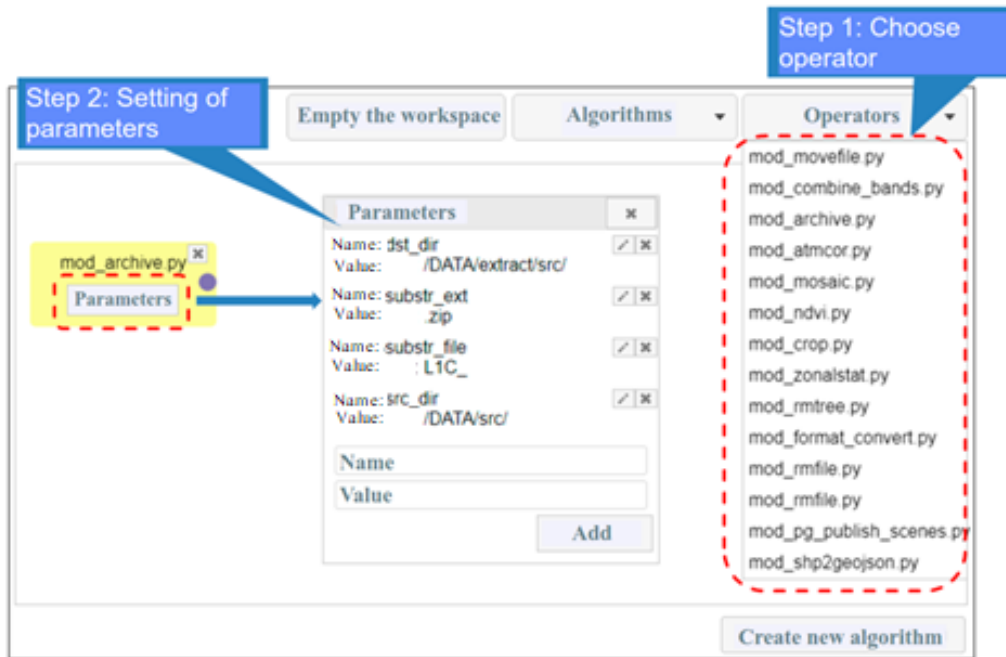 Step 1: Choose
operator
Step 2: Setting of
parameters
Empty the workspace
Algorithms
Operators
mod_movefile.py
mod_combine_bands.py
mod_archive.py
mod_atmcor.py
mod_mosaic.py
mod_ndvi.py
mod_crop.py
mod_zonalstat.py
mod_rmtree.py
mod_format_convert.py
mod_rmfile.py
mod_rmfile.py
mod_pg_publish_scenes.py
mod_shp2geojson.py
mod_archive.py
Parameters
Parameters
Name: dst_dir
Value: /DATA/extract/src/
Name: substr_ext
Value: .zip
Name: substr_file
Value: : L1C_
Name: src_dir
Value: /DATA/src/
Name
Value
Add
Create new algorithm